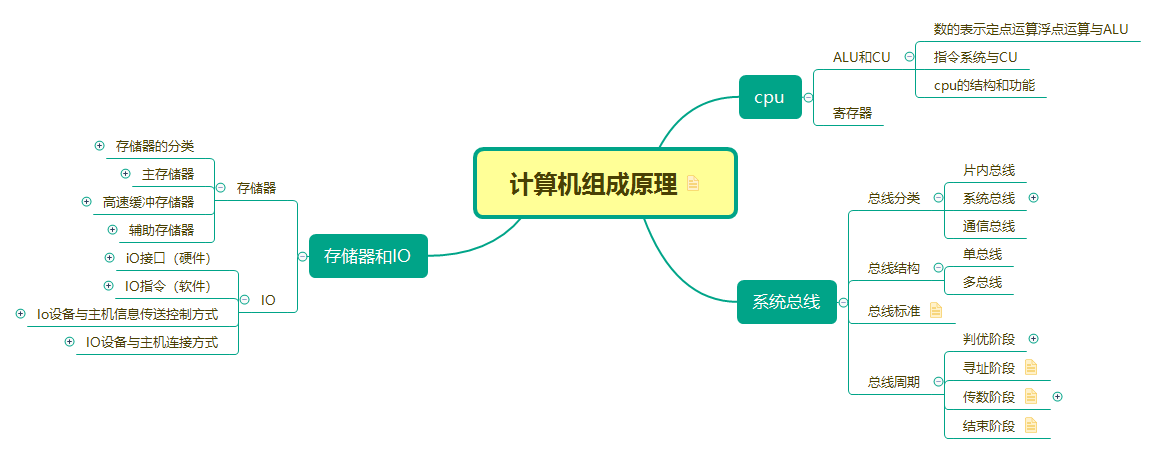 计算机组成原理
cpu
ALU和CU
数的表示定点运算浮点运算与ALU
指令系统与CU
cpu的结构和功能
寄存器
系统总线
总线分类
片内总线
系统总线
通信总线
总线结构
单总线
多总线
总线标准
总线周期
判优阶段
寻址阶段
传数阶段
结束阶段
存储器和IO
存储器
存储器的分类
主存储器
高速缓冲存储器
辅助存储器
IO
iO接口（硬件）
IO指令（软件）
Io设备与主机信息传送控制方式
IO设备与主机连接方式